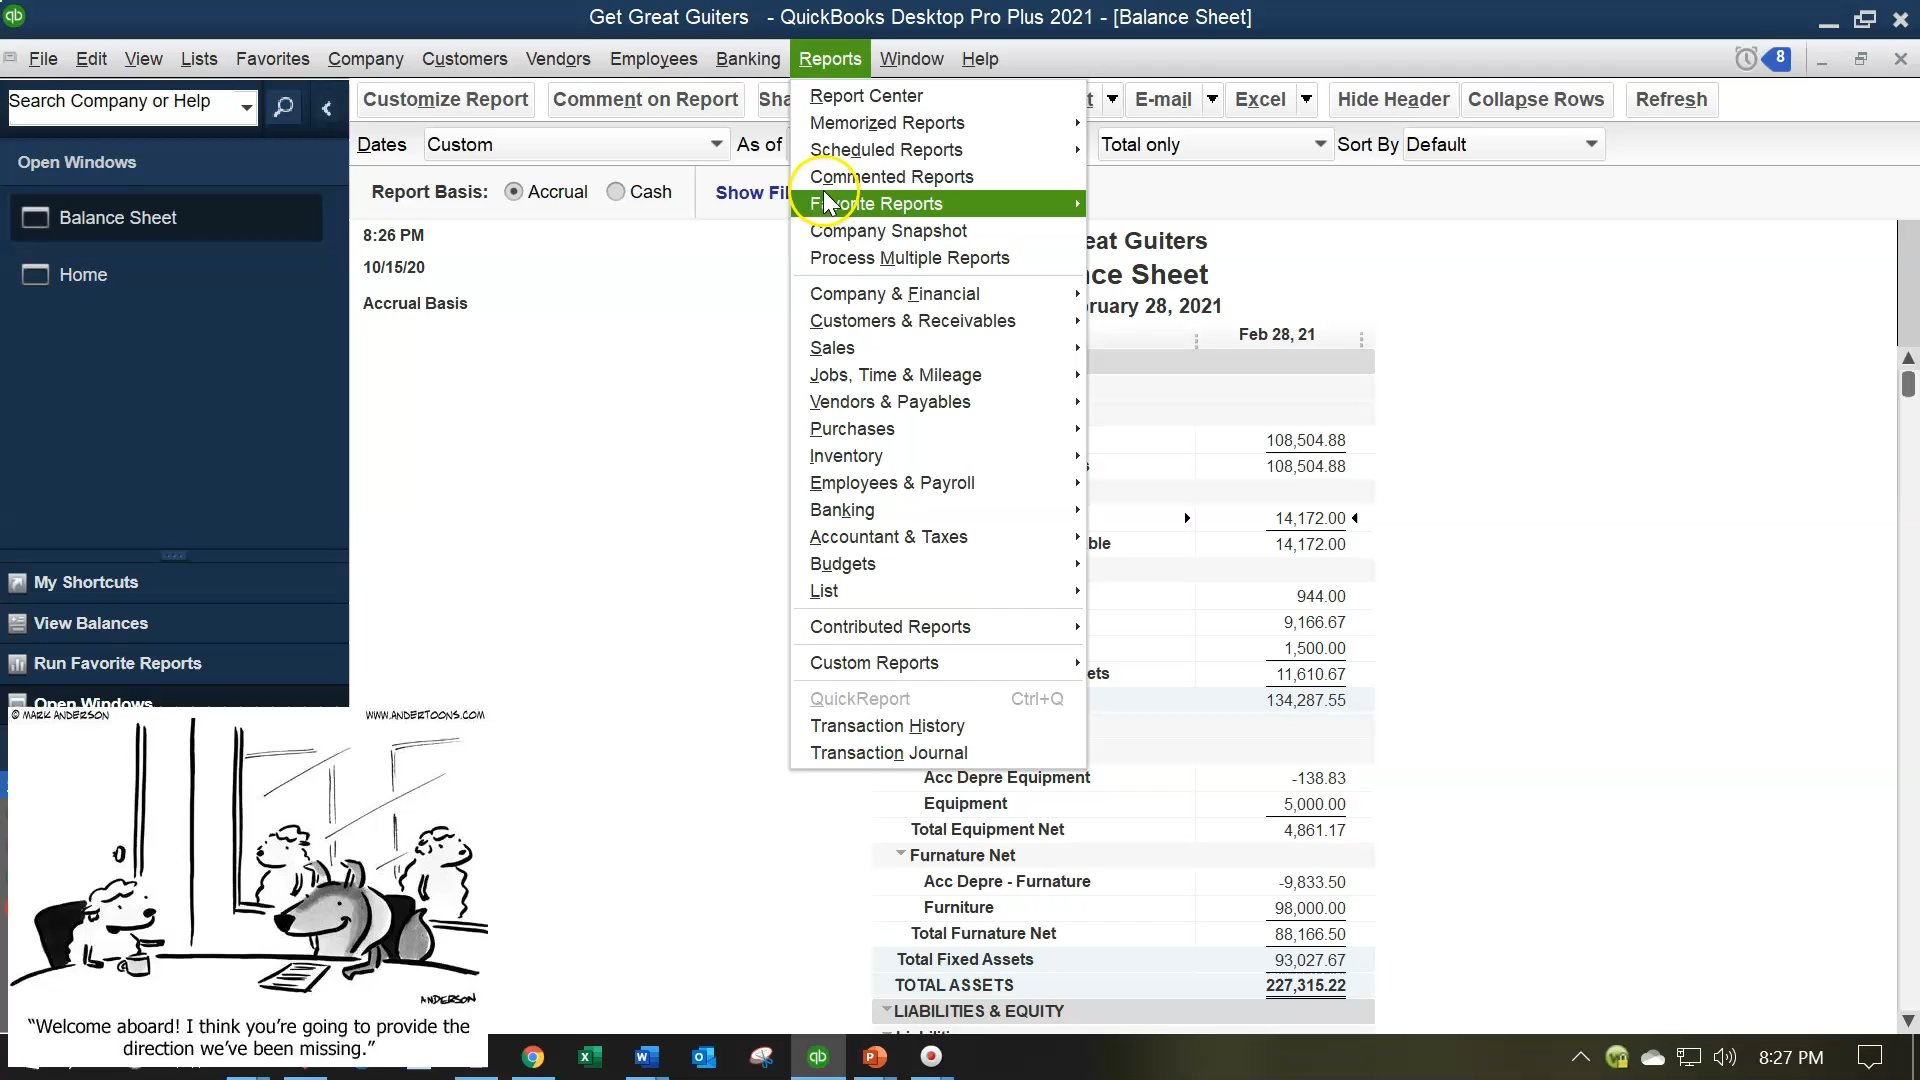 Get Great Guiters - QuickBooks Desktop Pro Plus 2021 - [Balance Sheet]
File Edit View Lists Favorites Company Customers Vendors Employees Banking Reports Window Help 8
Search Company or Help
Customize Report Comment on Report Sha t E-mail Excel Hide Header Collapse Rows Refresh
Dates Custom As of Total only Sort By Default
Report Basis: Accrual Cash Show Fil
Open Windows
Balance Sheet
Home
My Shortcuts
View Balances
Run Favorite Reports
Open Windows
8:26 PM
10/15/20
Accrual Basis
Report Center
Memorized Reports
Scheduled Reports
Commented Reports
Favorite Reports
Company Snapshot
Process Multiple Reports
Company & Financial
Customers & Receivables
Sales
Jobs, Time & Mileage
Vendors & Payables
Purchases
Inventory
Employees & Payroll
Banking
Accountant & Taxes
Budgets
List
Contributed Reports
Custom Reports
QuickReport Ctrl+Q
Transaction History
Transaction Journal
eat Guiters
ce Sheet
ruary 28, 2021
Feb 28, 21
108,504.88
s 108,504.88
14,172.00
ble 14,172.00
944.00
9,166.67
1,500.00
ets 11,610.67
134,287.55
Acc Depre Equipment -138.83
Equipment 5,000.00
Total Equipment Net 4,861.17
Furnature Net
Acc Depre - Furnature -9,833.50
Furniture 98,000.00
Total Furnature Net 88,166.50
Total Fixed Assets 93,027.67
TOTAL ASSETS 227,315.22
LIABILITIES & EQUITY
© MARK ANDERSON WWW.ANDERTOONS.COM
ANDERSON
“Welcome aboard! I think you’re going to provide the
direction we’ve been missing.”
8:27 PM